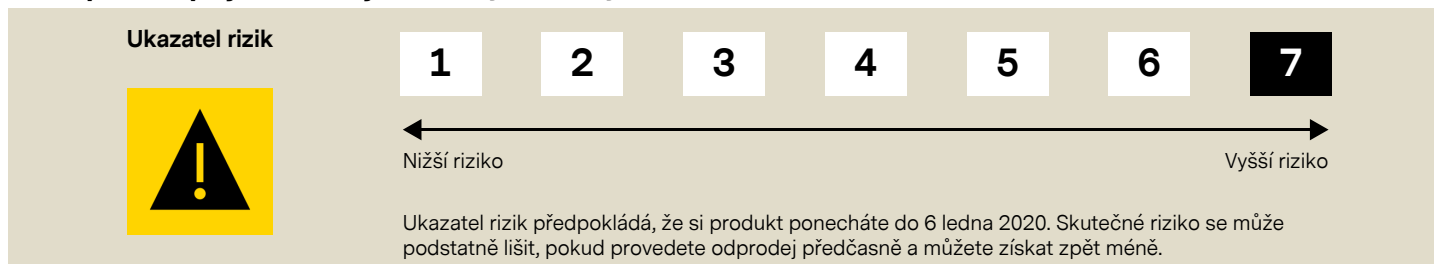 Ukazatel rizik
1 2 3 4 5 6 7
Nižší riziko Vyšší riziko
Ukazatel rizik předpokládá, že si produkt ponecháte do 6 ledna 2020. Skutečné riziko se může
podstatně lišit, pokud provedete odprodej předčasně a můžete získat zpět méně.